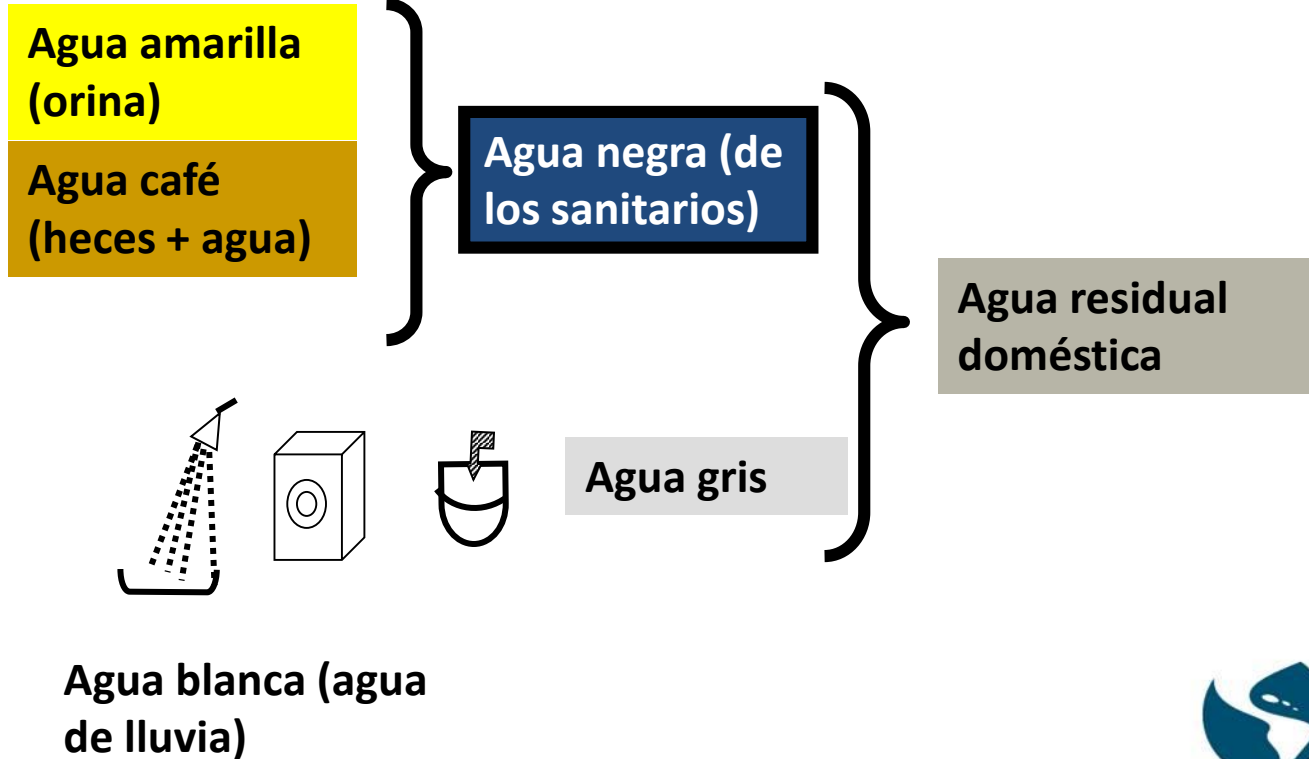 Agua amarilla
(orina)
Agua café
(heces + agua)
Agua negra (de
los sanitarios)
Agua residual
doméstica
Agua gris
Agua blanca (agua
de lluvia)